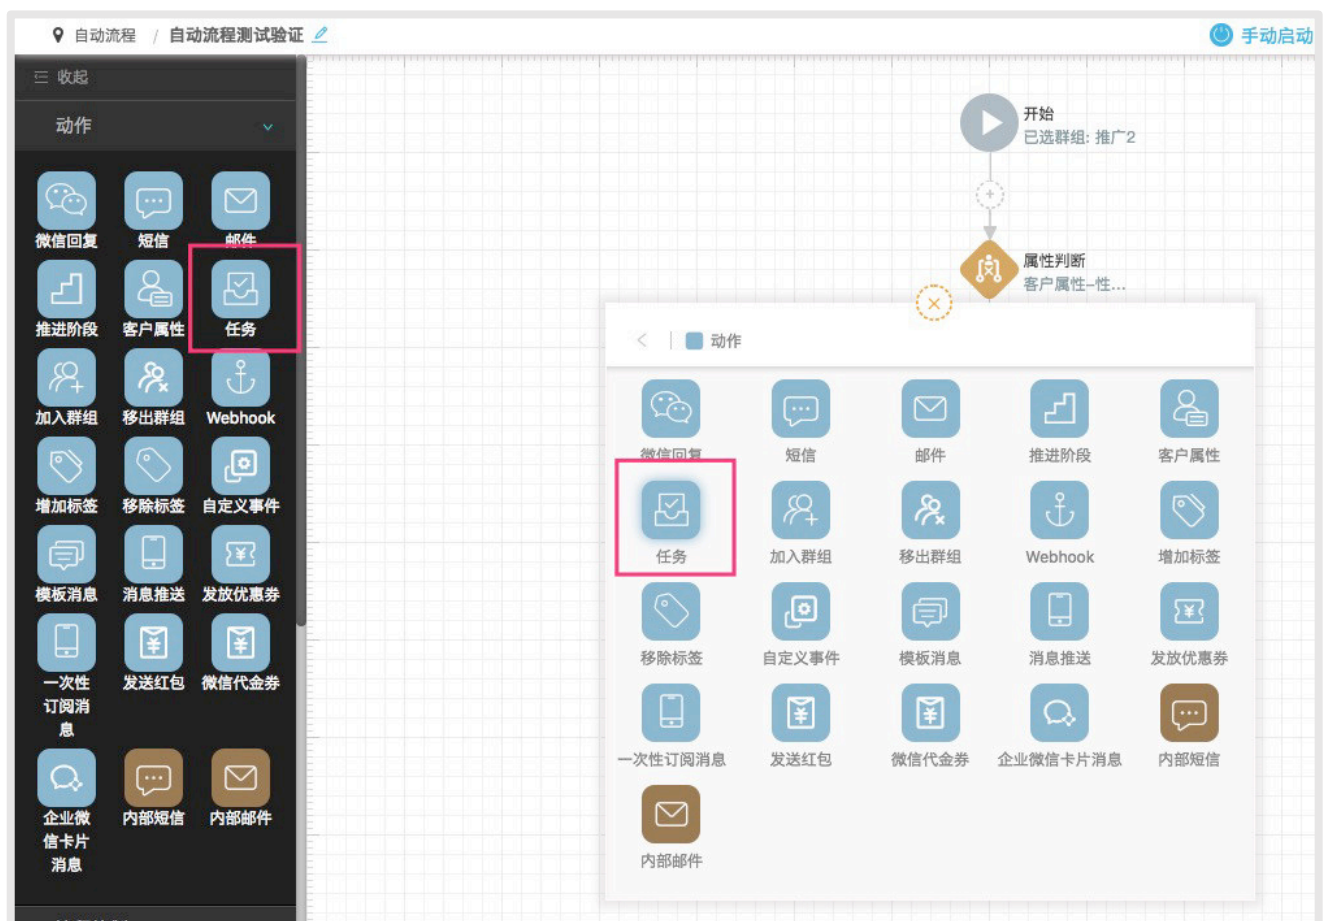 自动流程 / 自动流程测试验证
手动启动
收起
动作
微信回复 短信 邮件
推进阶段 客户属性 任务
加入群组 移出群组 Webhook
增加标签 移除标签 自定义事件
模板消息 消息推送 发放优惠券
一次性
订阅消
息
发送红包 微信代金券
企业微
信卡片
消息
内部短信 内部邮件
开始
已选群组: 推广2
属性判断
客户属性-性...
动作
微信回复 短信 邮件 推进阶段 客户属性
任务 加入群组 移出群组 Webhook 增加标签
移除标签 自定义事件 模板消息 消息推送 发放优惠券
一次性订阅消息 发送红包 微信代金券 企业微信卡片消息 内部短信
内部邮件